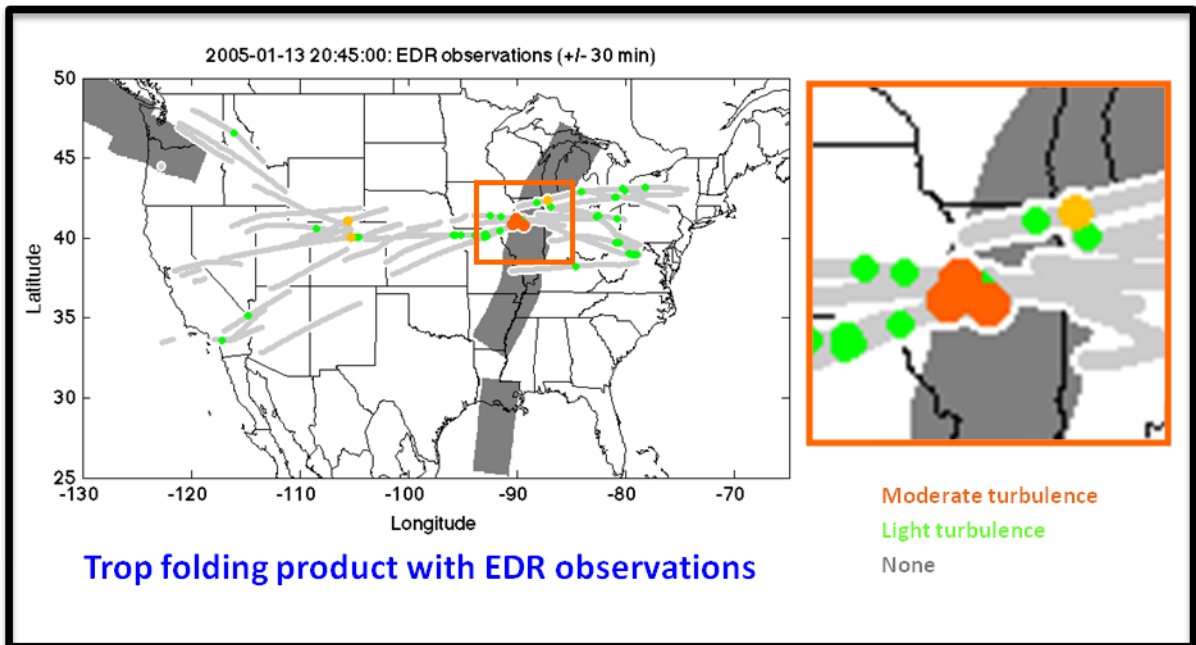 2005-01-13 20:45:00: EDR observations (+/- 30 min)
Latitude
50
45
40
35
30
25
-130
-120
-110
-100
-90
-80
-70
Longitude
Trop folding product with EDR observations
Moderate turbulence
Light turbulence
None